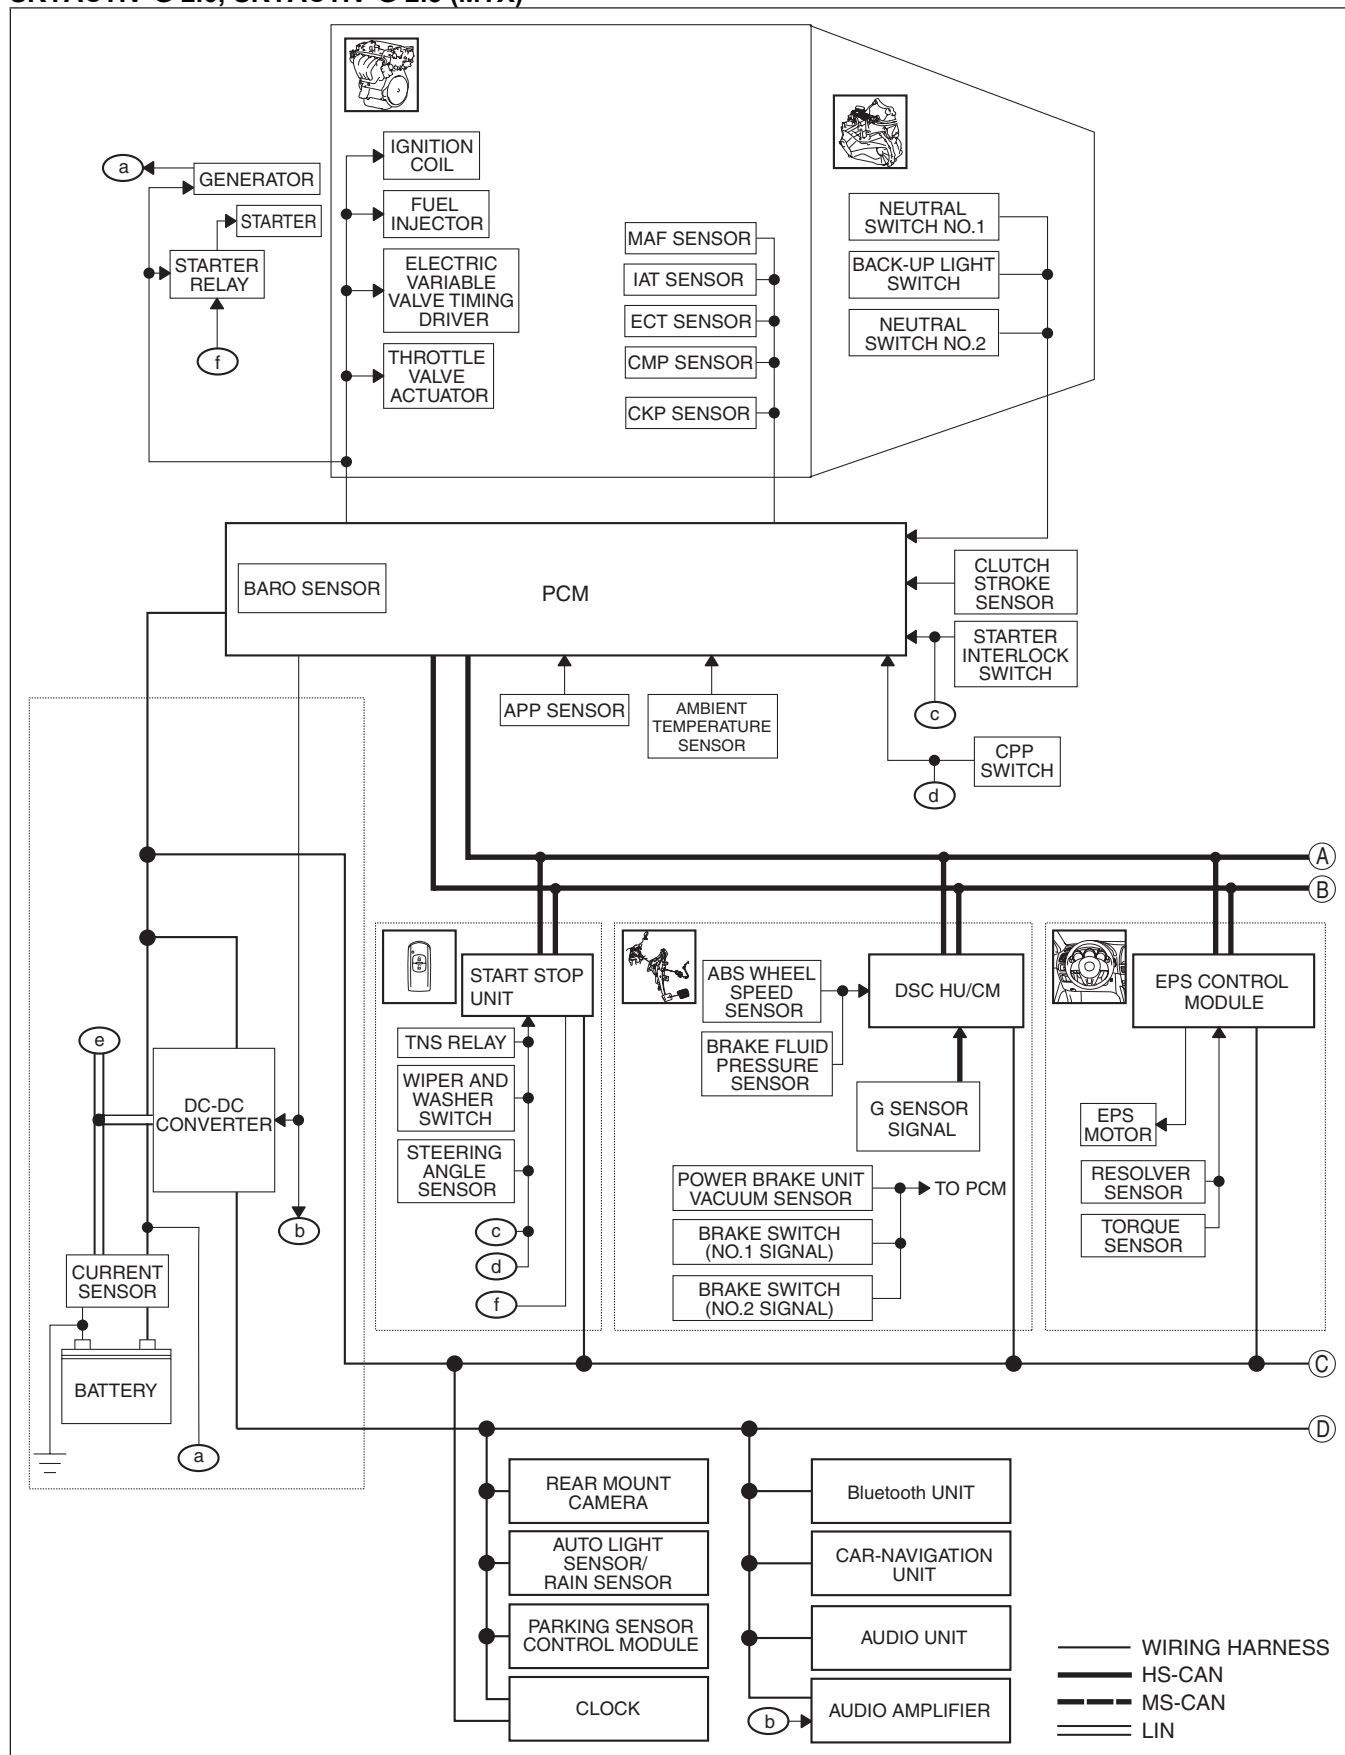 IGNITION
COIL
a
GENERATOR
FUEL
INJECTOR
NEUTRAL
SWITCH NO.1
STARTER
MAF SENSOR
STARTER
RELAY
ELECTRIC
VARIABLE
VALVE TIMING
DRIVER
IAT SENSOR
BACK-UP LIGHT
SWITCH
ECT SENSOR
NEUTRAL
SWITCH NO.2
f
THROTTLE
VALVE
ACTUATOR
CMP SENSOR
CKP SENSOR
BARO SENSOR
PCM
CLUTCH
STROKE
SENSOR
STARTER
INTERLOCK
SWITCH
APP SENSOR
AMBIENT
TEMPERATURE
SENSOR
c
CPP
SWITCH
d
A
B
START STOP
UNIT
ABS WHEEL
SPEED
SENSOR
DSC HU/CM
EPS CONTROL
MODULE
e
TNS RELAY
BRAKE FLUID
PRESSURE
SENSOR
WIPER AND
WASHER
SWITCH
DC-DC
CONVERTER
G SENSOR
SIGNAL
EPS
MOTOR
STEERING
ANGLE
SENSOR
POWER BRAKE UNIT
VACUUM SENSOR
TO PCM
RESOLVER
SENSOR
b
c
BRAKE SWITCH
(NO.1 SIGNAL)
TORQUE
SENSOR
d
CURRENT
SENSOR
f
BRAKE SWITCH
(NO.2 SIGNAL)
C
BATTERY
D
a
REAR MOUNT
CAMERA
Bluetooth UNIT
AUTO LIGHT
SENSOR/
RAIN SENSOR
CAR-NAVIGATION
UNIT
PARKING SENSOR
CONTROL MODULE
AUDIO UNIT
CLOCK
b
AUDIO AMPLIFIER
WIRING HARNESS
HS-CAN
MS-CAN
LIN